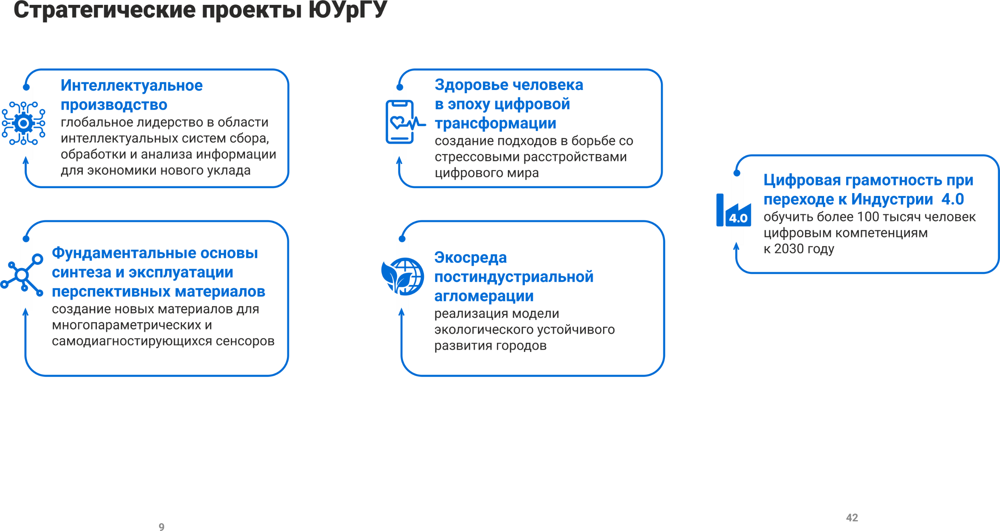 Стратегические проекты ЮУрГУ
Интеллектуальное
производство
глобальное лидерство в области
интеллектуальных систем сбора,
обработки и анализа информации
для экономики нового уклада
Здоровье человека
в эпоху цифровой
трансформации
создание подходов в борьбе со
стрессовыми расстройствами
цифрового мира
4.0
Цифровая грамотность при
переходе к Индустрии  4.0
обучить более 100 тысяч человек
цифровым компетенциям
к 2030 году
Фундаментальные основы
синтеза и эксплуатации
перспективных материалов
создание новых материалов для
многопараметрических и
самодиагностирующихся сенсоров
Экосреда
постиндустриальной
агломерации
реализация модели
экологического устойчивого
развития городов
42
9